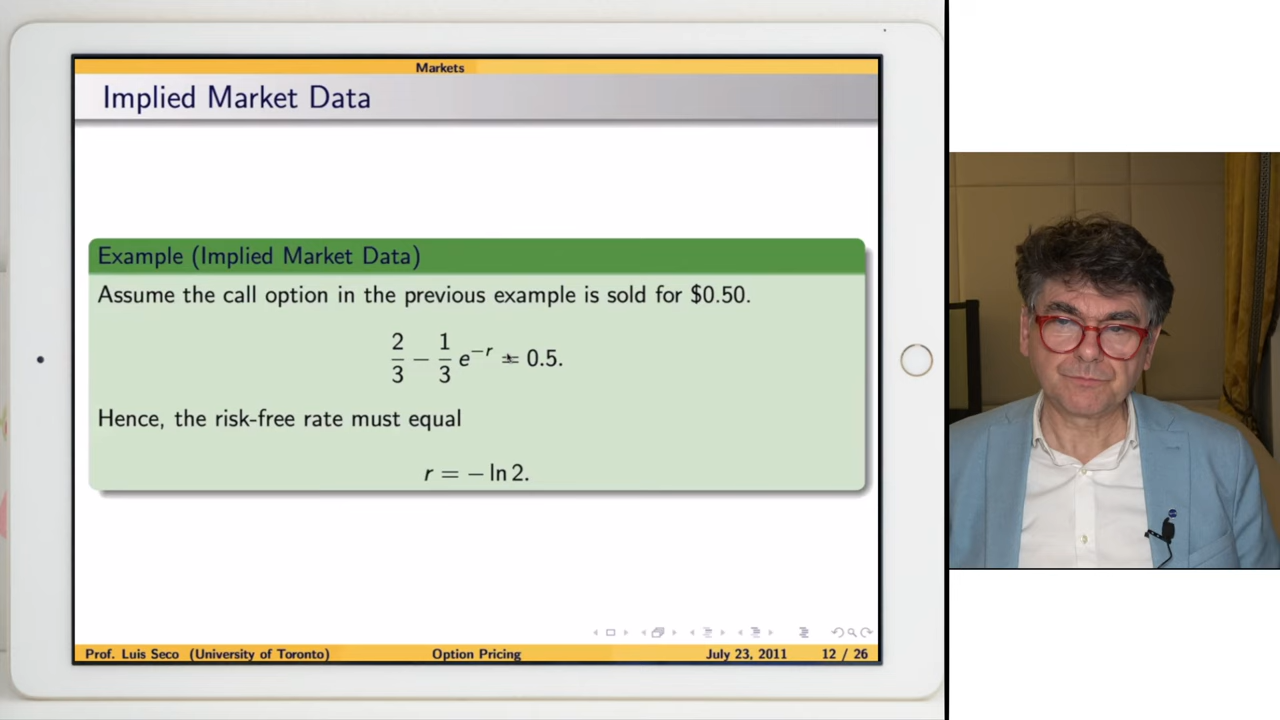 Markets
Implied Market Data
Example (Implied Market Data)
Assume the call option in the previous example is sold for $0.50.
2/3 − 1/3 e^{−r} = 0.5.
Hence, the risk-free rate must equal
r = − ln 2.
Prof. Luis Seco (University of Toronto) Option Pricing July 23, 2011 12 / 26